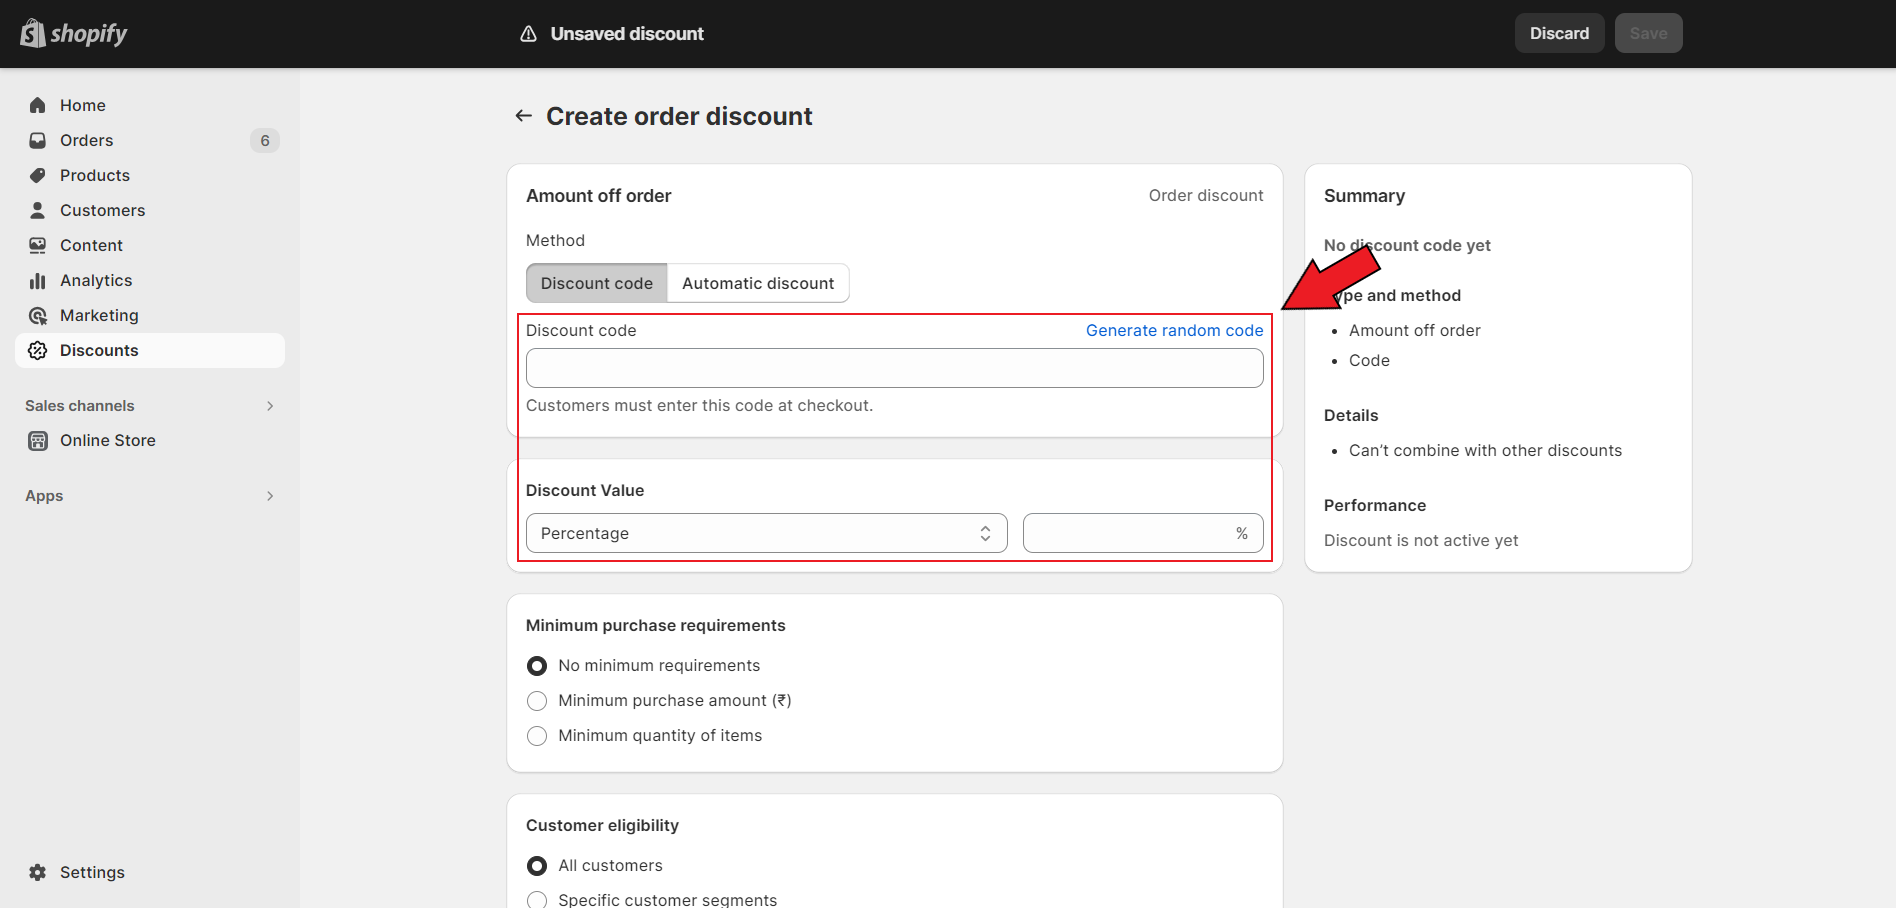 shopify
Unsaved discount
Discard
Save
Home
Orders 6
Products
Customers
Content
Analytics
Marketing
Discounts
Sales channels
Online Store
Apps
Settings
Create order discount
Amount off order Order discount
Method
Discount code Automatic discount
Discount code Generate random code
Customers must enter this code at checkout.
Discount Value
Percentage %
Minimum purchase requirements
No minimum requirements
Minimum purchase amount (₹)
Minimum quantity of items
Customer eligibility
All customers
Specific customer segments
Summary
No discount code yet
ype and method
• Amount off order
• Code
Details
• Can’t combine with other discounts
Performance
Discount is not active yet